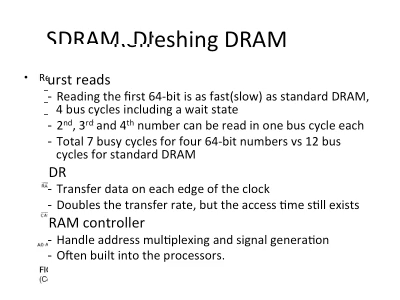 SDRAM, D
eshing DRAM
urst reads
- Reading the first 64-bit is as fast(slow) as standard DRAM,
4 bus cycles including a wait state
- 2nd, 3rd and 4th number can be read in one bus cycle each
- Total 7 busy cycles for four 64-bit numbers vs 12 bus
cycles for standard DRAM
DR
- Transfer data on each edge of the clock
- Doubles the transfer rate, but the access time still exists
RAM controller
- Handle address multiplexing and signal generation
- Often built into the processors.